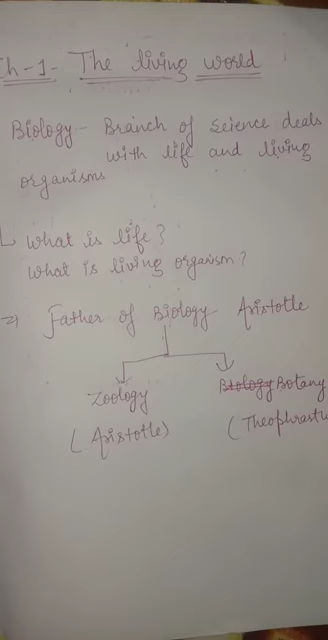 Ch-1- The living world
Biology- Branch of science deals
with life and living
organisms
What is life?
What is living organism?
=> Father of Biology- Aristotle
Zoology Biology Botany
(Aristotle) (Theophrastu